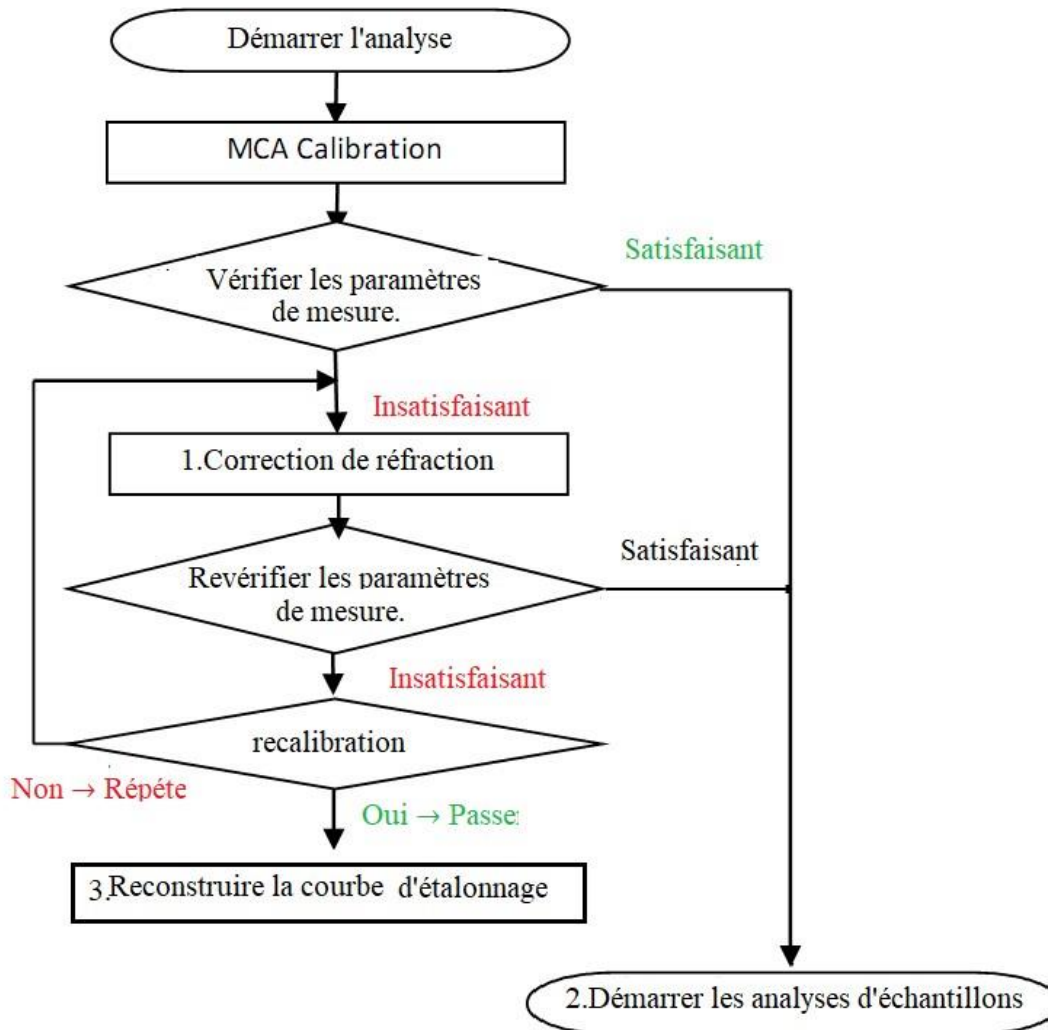 Démarrer l'analyse
MCA Calibration
Satisfaisant
Vérifier les paramètres
de mesure.
Insatisfaisant
1.Correction de réfraction
Satisfaisant
Revérifier les paramètres
de mesure.
Insatisfaisant
recalibration
Non → Répéte
Oui → Passe
3.Reconstruire la courbe d'étalonnage
2.Démarrer les analyses d'échantillons